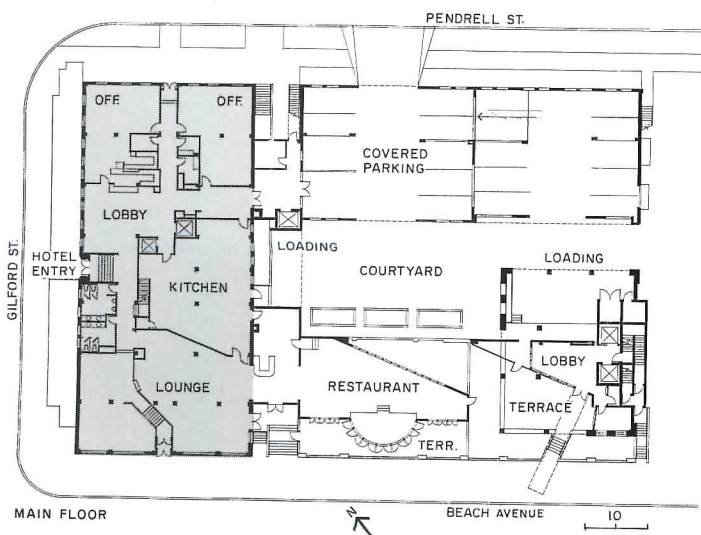 PENDRELL ST.
OFF.
OFF.
COVERED
PARKING
LOBBY
LOADING
LOADING
HOTEL
ENTRY
GILFORD ST.
COURTYARD
KITCHEN
LOBBY
LOUNGE
RESTAURANT
TERRACE
TERR.
MAIN FLOOR
N
BEACH AVENUE
10